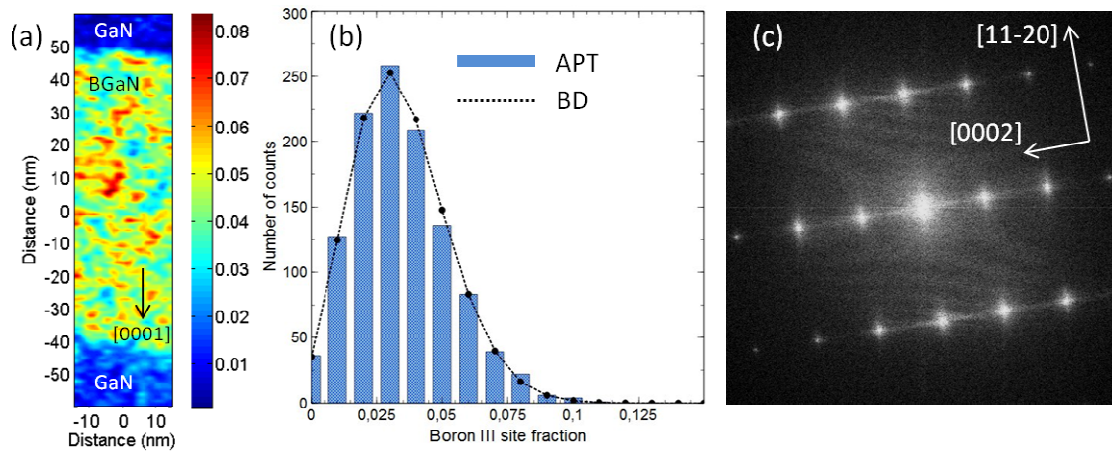 (a)
GaN
BGaN
[0001]
GaN
50
40
30
20
10
0
-10
-20
-30
-40
-50
Distance (nm)
-10 0 10
Distance (nm)
0.08
0.07
0.06
0.05
0.04
0.03
0.02
0.01
(b)
APT
BD
300
250
200
150
100
50
0
Number of counts
0 0,025 0,05 0,075 0,1 0,125
Boron III site fraction
(c)
[11-20]
[0002]